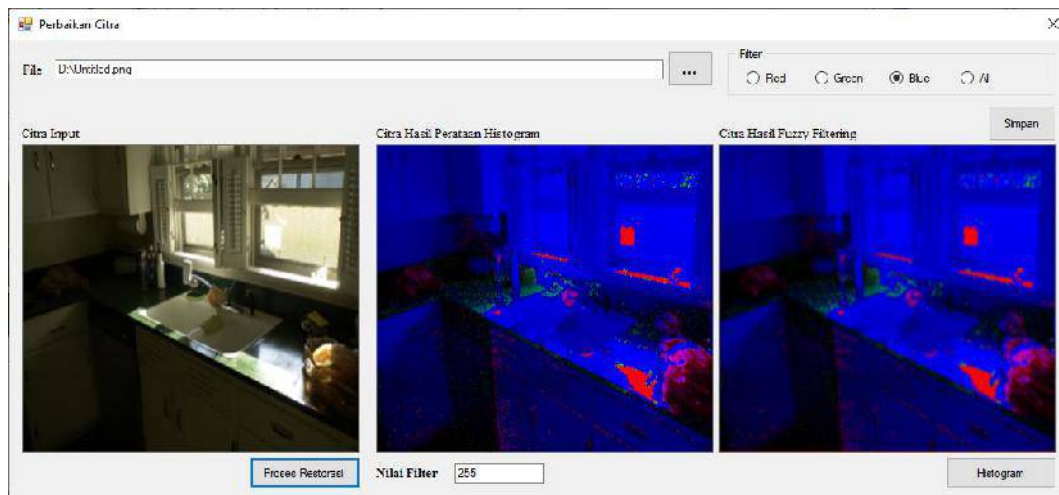 Perbaikan Citra
File D:\Untitled.png ...
Filter
Red Green Blue All
Simpan
Citra Input Citra Hasil Perataan Histogram Citra Hasil Fuzzy Filtering
Proses Restorasi Nilai Filter 255 Histogram